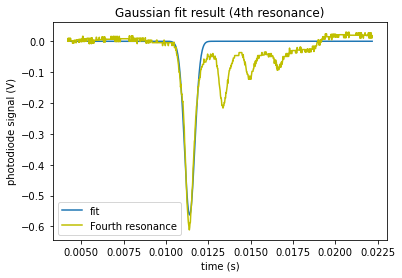 Gaussian fit result (4th resonance)
photodiode signal (V)
0.0
−0.1
−0.2
−0.3
−0.4
−0.5
−0.6
fit
Fourth resonance
0.0050 0.0075 0.0100 0.0125 0.0150 0.0175 0.0200 0.0225
time (s)